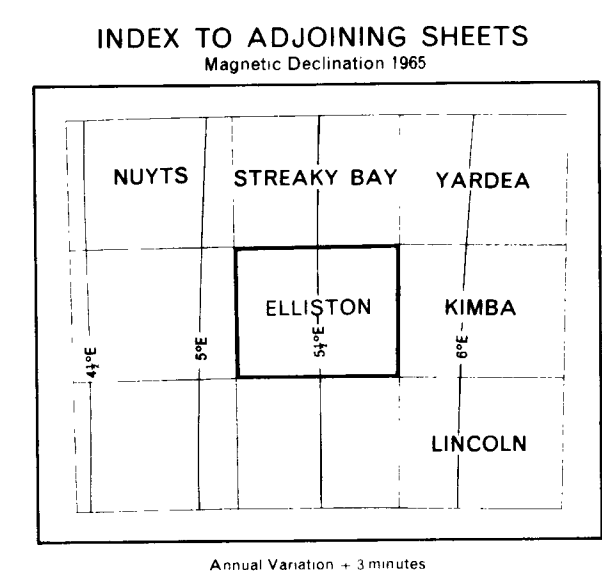 INDEX TO ADJOINING SHEETS
Magnetic Declination 1965
NUYTS STREAKY BAY YARDEA
ELLISTON KIMBA
4½°E 5°E 5½°E 6°E
LINCOLN
Annual Variation + 3 minutes